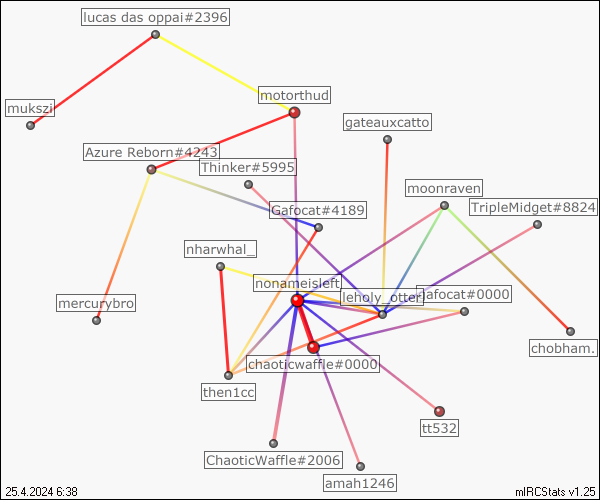 lucas das oppai#2396
motorthud
mukszi
gateauxcatto
Azure Reborn#4243
Thinker#5995
moonraven
Gafocat#4189
TripleMidget#8824
nharwhal_
nonameisleft
leholy_otter
afocat#0000
mercurybro
chobham.
chaoticwaffle#0000
then1cc
tt532
ChaoticWaffle#2006
amah1246
25.4.2024 6:38
mIRCStats v1.25